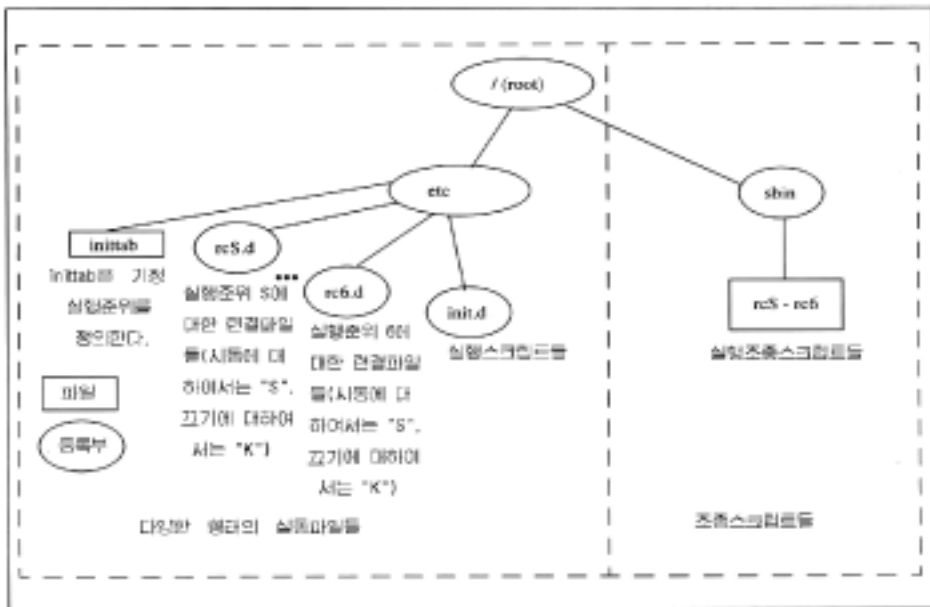 / (root)
etc
sbin
inittab
inittab은 기정
실행준위를
정의한다.
rcS.d
실행준위 S에
대한 련결파일
들(시동에 대
하여서는 "S",
끄기에 대하여
서는 "K")
...
rc6.d
실행준위 6에
대한 련결파일
들(시동에 대
하여서는 "S",
끄기에 대하여
서는 "K")
init.d
실행스크립트들
rcS - rc6
실행조종스크립트들
파일
등록부
다양한 형태의 실동파일들
조종스크립트들